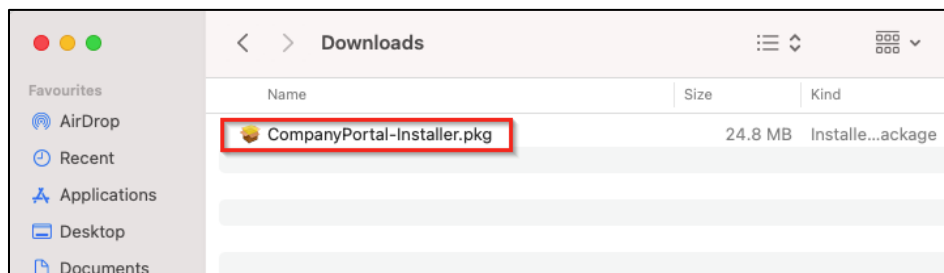 Downloads
Favourites
Name Size Kind
AirDrop
CompanyPortal-Installer.pkg 24.8 MB Installe...ackage
Recent
Applications
Desktop
Documents